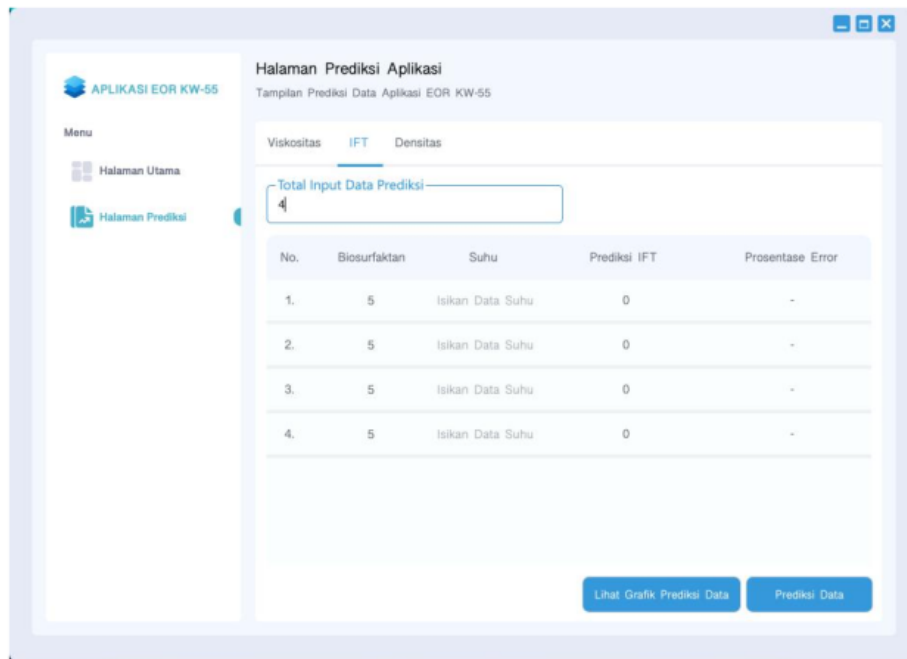 APLIKASI EOR KW-55
Menu
Halaman Utama
Halaman Prediksi
Halaman Prediksi Aplikasi
Tampilan Prediksi Data Aplikasi EOR KW-55
Viskositas IFT Densitas
Total Input Data Prediksi
4
No. Biosurfaktan Suhu Prediksi IFT Prosentase Error
1. 5 Isikan Data Suhu 0 -
2. 5 Isikan Data Suhu 0 -
3. 5 Isikan Data Suhu 0 -
4. 5 Isikan Data Suhu 0 -
Lihat Grafik Prediksi Data Prediksi Data